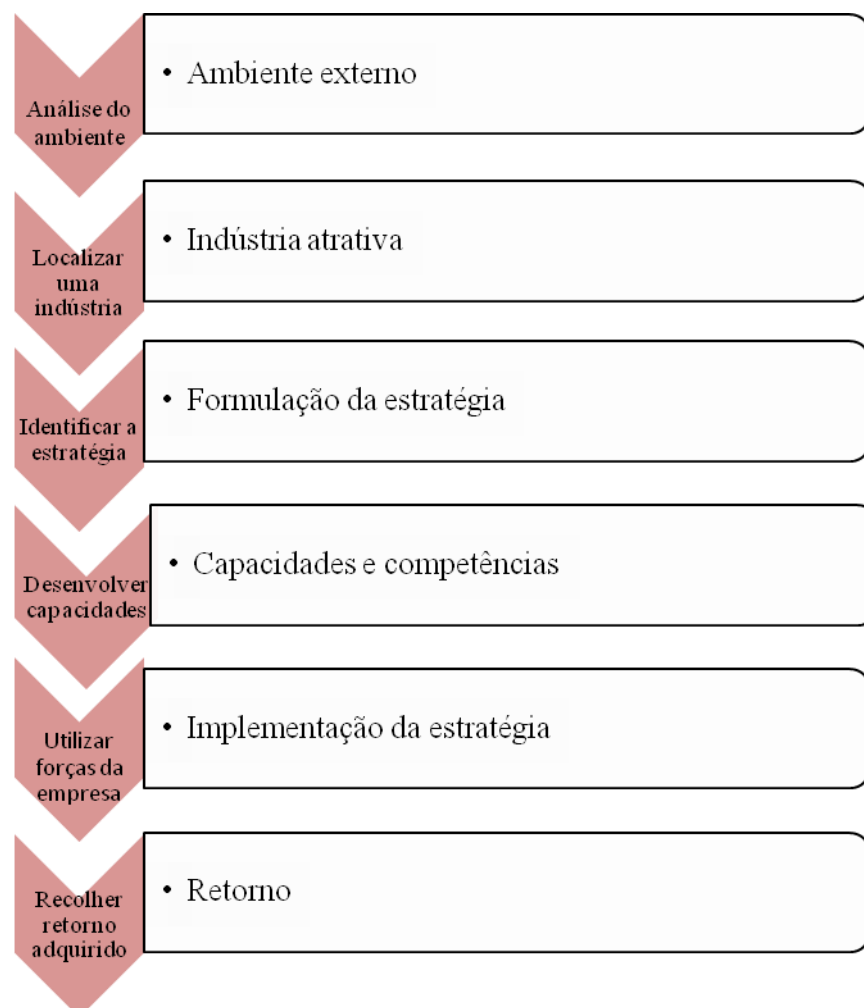 Análise do
ambiente
• Ambiente externo
Localizar
uma
indústria
• Indústria atrativa
Identificar a
estratégia
• Formulação da estratégia
Desenvolver
capacidades
• Capacidades e competências
Utilizar
forças da
empresa
• Implementação da estratégia
Recolher
retorno
adquirido
• Retorno